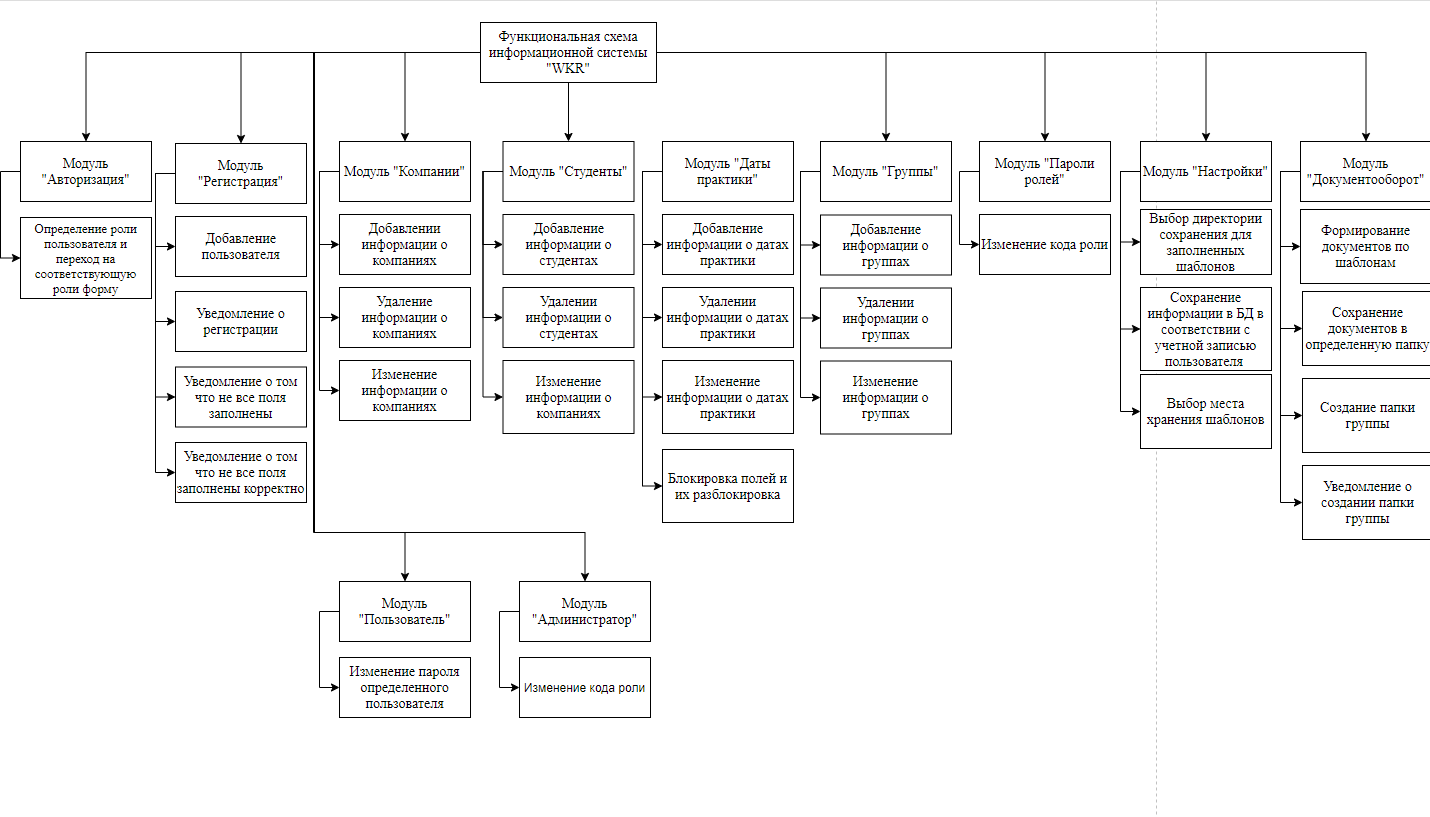 Функциональная схема
информационной системы
"WKR"
Модуль
"Авторизация"
Определение роли
пользователя и
переход на
соответствующую
роли форму
Модуль
"Регистрация"
Добавление
пользователя
Уведомление о
регистрации
Уведомление о том
что не все поля
заполнены
Уведомление о том
что не все поля
заполнены корректно
Модуль "Компании"
Добавлении
информации о
компаниях
Удаление
информации о
компаниях
Изменение
информации о
компаниях
Модуль "Студенты"
Добавлении
информации о
студентах
Удалении
информации о
студентах
Изменение
информации о
компаниях
Модуль "Даты
практики"
Добавлении
информации о датах
практики
Удалении
информации о датах
практики
Изменение
информации о датах
практики
Блокировка полей и
их разблокировка
Модуль "Группы"
Добавлении
информации о
группах
Удалении
информации о
группах
Изменение
информации о
группах
Модуль "Пароли
ролей"
Изменение кода роли
Модуль "Настройки"
Выбор директории
сохранения для
заполненных
шаблонов
Сохранение
информации в БД в
соответствии с
учетной записью
пользователя
Выбор места
хранения шаблонов
Модуль
"Документооборот"
Формирование
документов по
шаблонам
Сохранение
документов в
определенную папку
Создание папки
группы
Уведомление о
создании папки
группы
Модуль
"Пользователь"
Изменение пароля
определенного
пользователя
Модуль
"Администратор"
Изменение кода роли